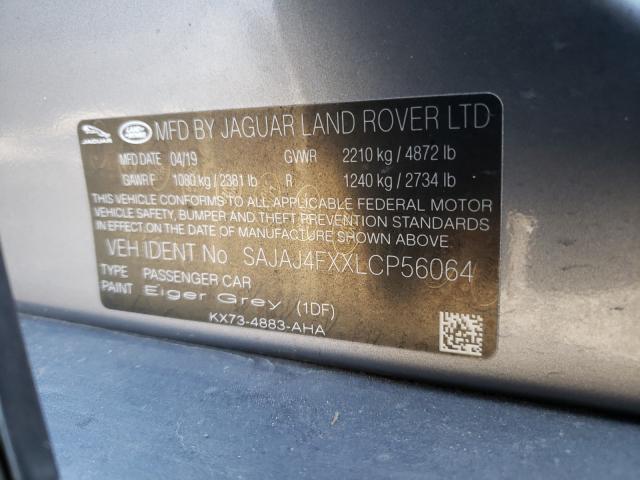 JAGUAR LAND ROVER MFD BY JAGUAR LAND ROVER LTD
MFD DATE 04/19 GVWR 2210 kg / 4872 lb
GAWR F 1080 kg / 2381 lb R 1240 kg / 2734 lb
THIS VEHICLE CONFORMS TO ALL APPLICABLE FEDERAL MOTOR
VEHICLE SAFETY, BUMPER AND THEFT PREVENTION STANDARDS
IN EFFECT ON THE DATE OF MANUFACTURE SHOWN ABOVE
VEH IDENT No SAJAJ4FXXLCP56064
TYPE PASSENGER CAR
PAINT Eiger Grey (1DF)
KX73-4883-AHA